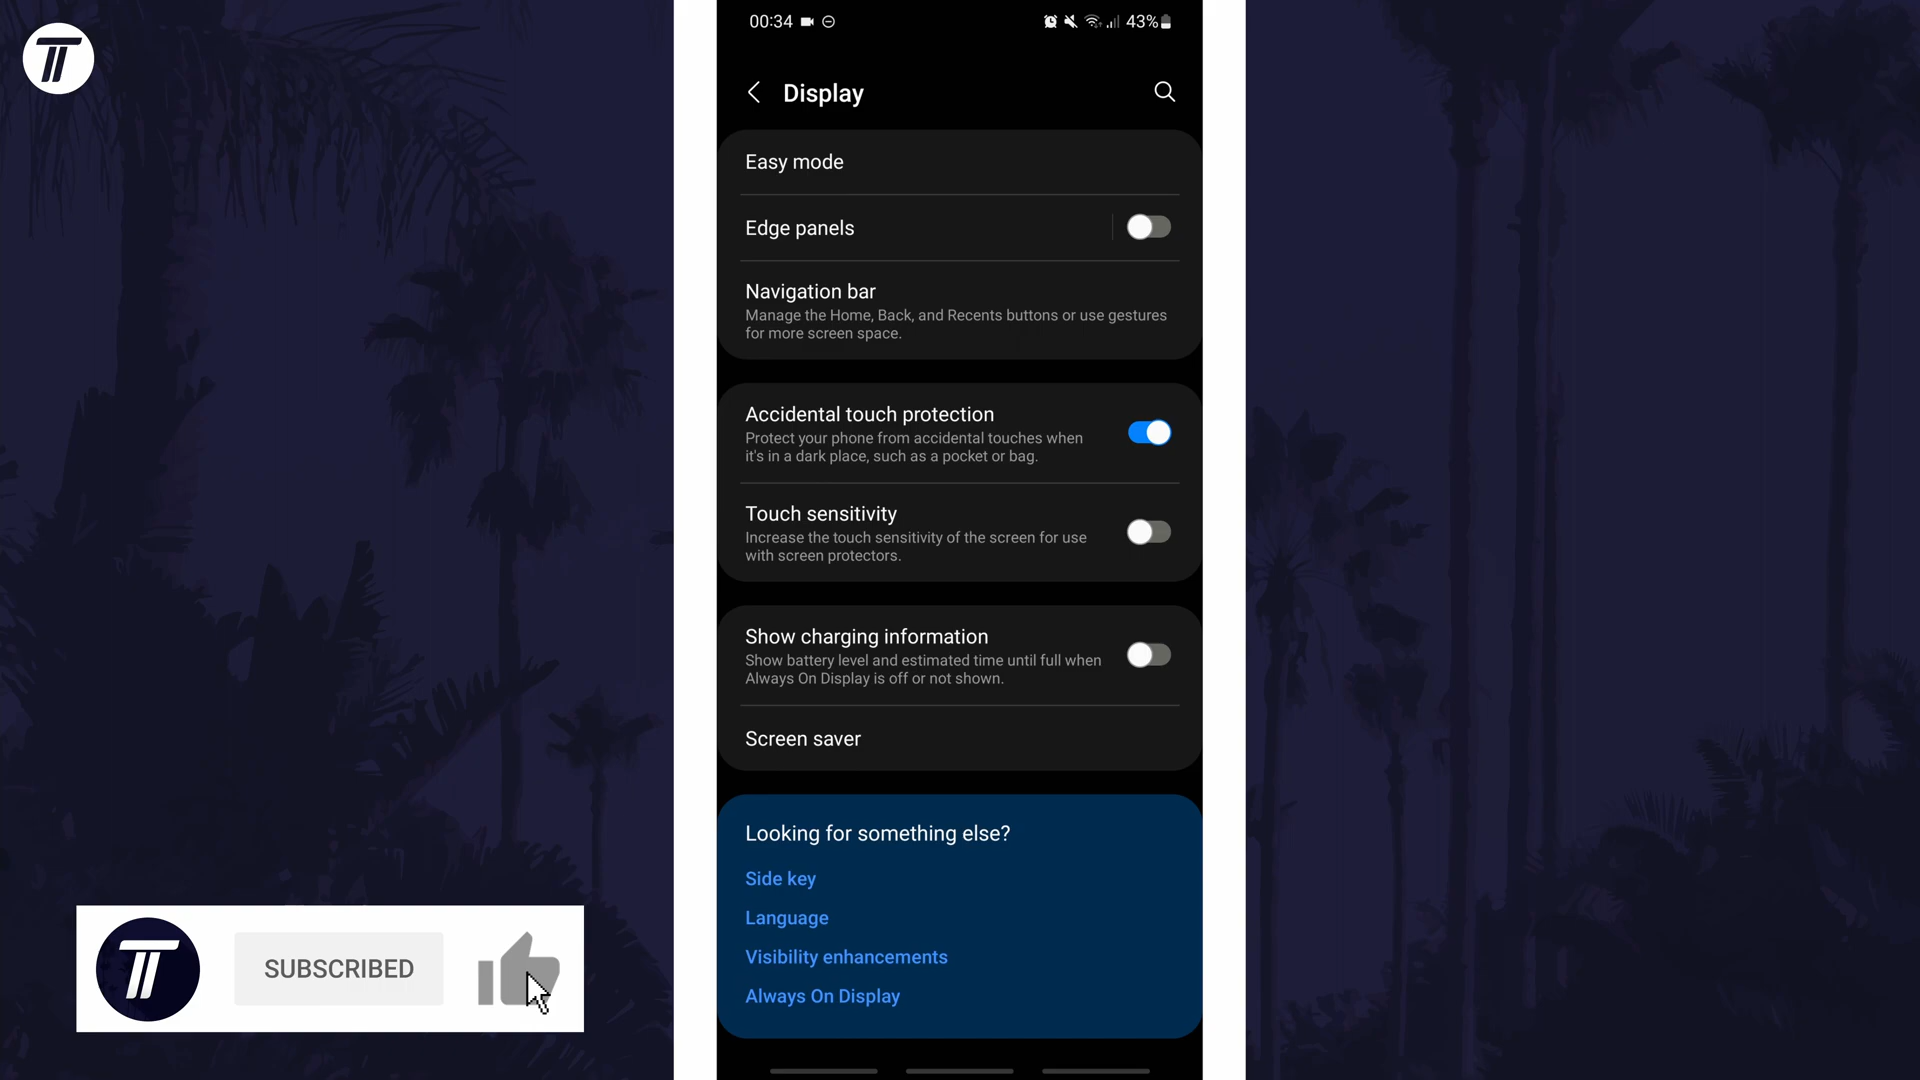 00:34
43%
Display
Easy mode
Edge panels
Navigation bar
Manage the Home, Back, and Recents buttons or use gestures
for more screen space.
Accidental touch protection
Protect your phone from accidental touches when
it's in a dark place, such as a pocket or bag.
Touch sensitivity
Increase the touch sensitivity of the screen for use
with screen protectors.
Show charging information
Show battery level and estimated time until full when
Always On Display is off or not shown.
Screen saver
Looking for something else?
Side key
Language
Visibility enhancements
Always On Display
SUBSCRIBED